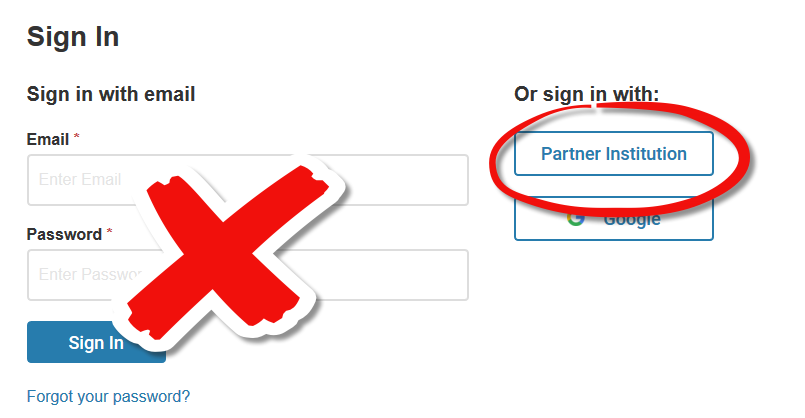 Sign In
Sign in with email
Email *
Enter Email
Password *
Enter Passwo
Sign In
Forgot your password?
Or sign in with:
Partner Institution
Google